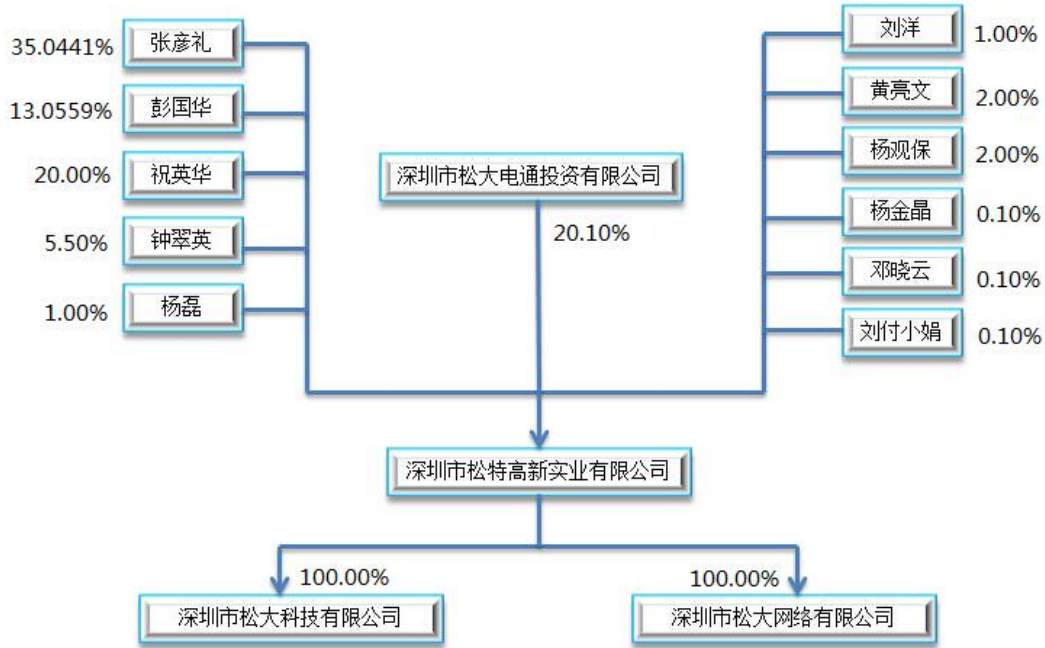 35.0441% 张彦礼
13.0559% 彭国华
20.00% 祝英华
5.50% 钟翠英
1.00% 杨磊
深圳市松大电通投资有限公司
20.10%
刘洋 1.00%
黄亮文 2.00%
杨观保 2.00%
杨金晶 0.10%
邓晓云 0.10%
刘付小娟 0.10%
深圳市松特高新实业有限公司
100.00%
100.00%
深圳市松大科技有限公司
深圳市松大网络有限公司